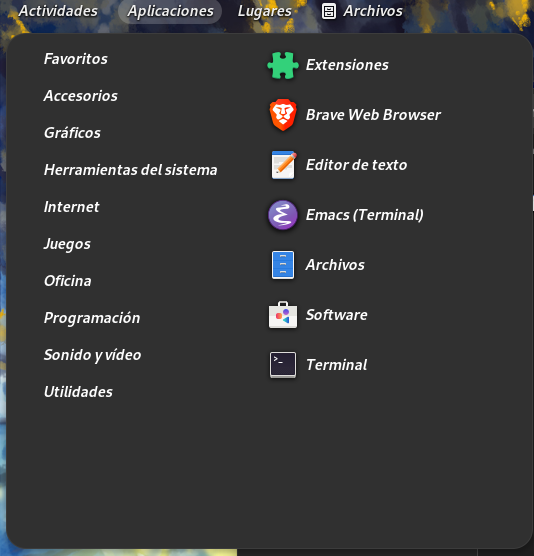 Actividades Aplicaciones Lugares Archivos
Favoritos
Accesorios
Gráficos
Herramientas del sistema
Internet
Juegos
Oficina
Programación
Sonido y vídeo
Utilidades
Extensiones
Brave Web Browser
Editor de texto
Emacs (Terminal)
Archivos
Software
Terminal